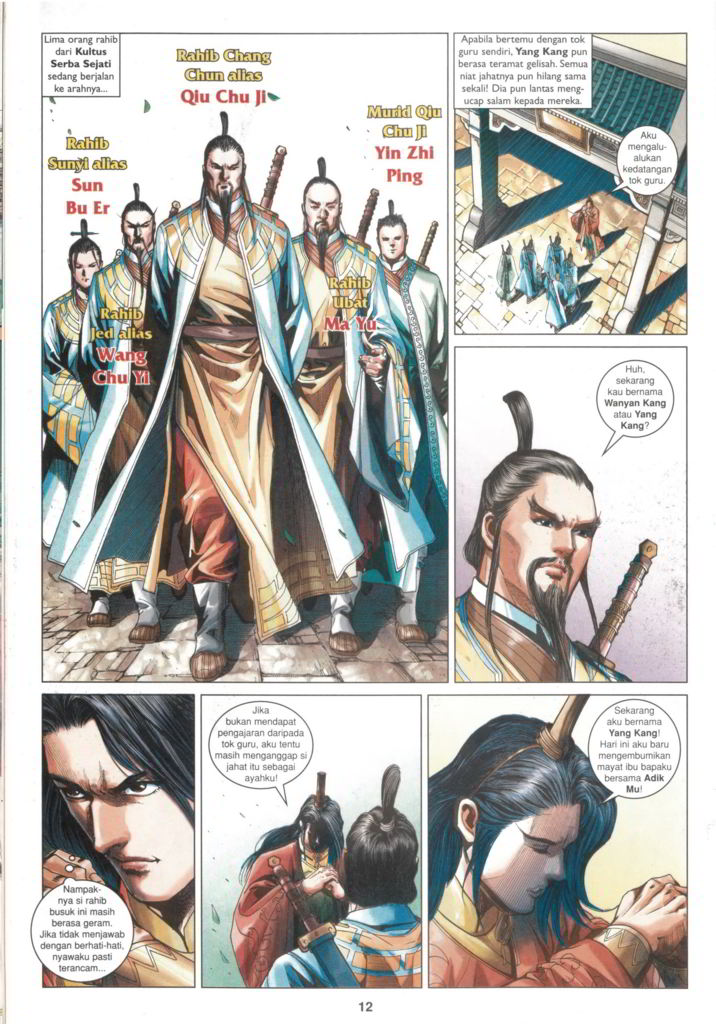 Lima orang rahib
dari Kultus
Serba Sejati
sedang berjalan
ke arahnya...
Rahib Chang
Chun alias
Qiu Chu Ji
Murid Qiu
Chu Ji
Yin Zhi
Ping
Rahib
Sunyi alias
Sun
Bu Er
Rahib
Jed alias
Wang
Chu Yi
Rahib
Ubat
Ma Yu
Apabila bertemu dengan tok
guru sendiri, Yang Kang pun
berasa teramat gelisah. Semua
niat jahatnya pun hilang sama
sekali! Dia pun lantas meng-
ucap salam kepada mereka.
Aku
mengalu-
alukan
kedatangan
tok guru.
Huh,
sekarang
kau bernama
Wanyan Kang
atau Yang
Kang?
Nampak-
nya si rahib
busuk ini masih
berasa geram.
Jika tidak menjawab
dengan berhati-hati,
nyawaku pasti
terancam...
Jika
bukan mendapat
pengajaran daripada
tok guru, aku tentu
masih menganggap si
jahat itu sebagai
ayahku!
Sekarang
aku bernama
Yang Kang!
Hari ini aku baru
mengembumikan
mayat ibu bapaku
bersama Adik
Mu!
12